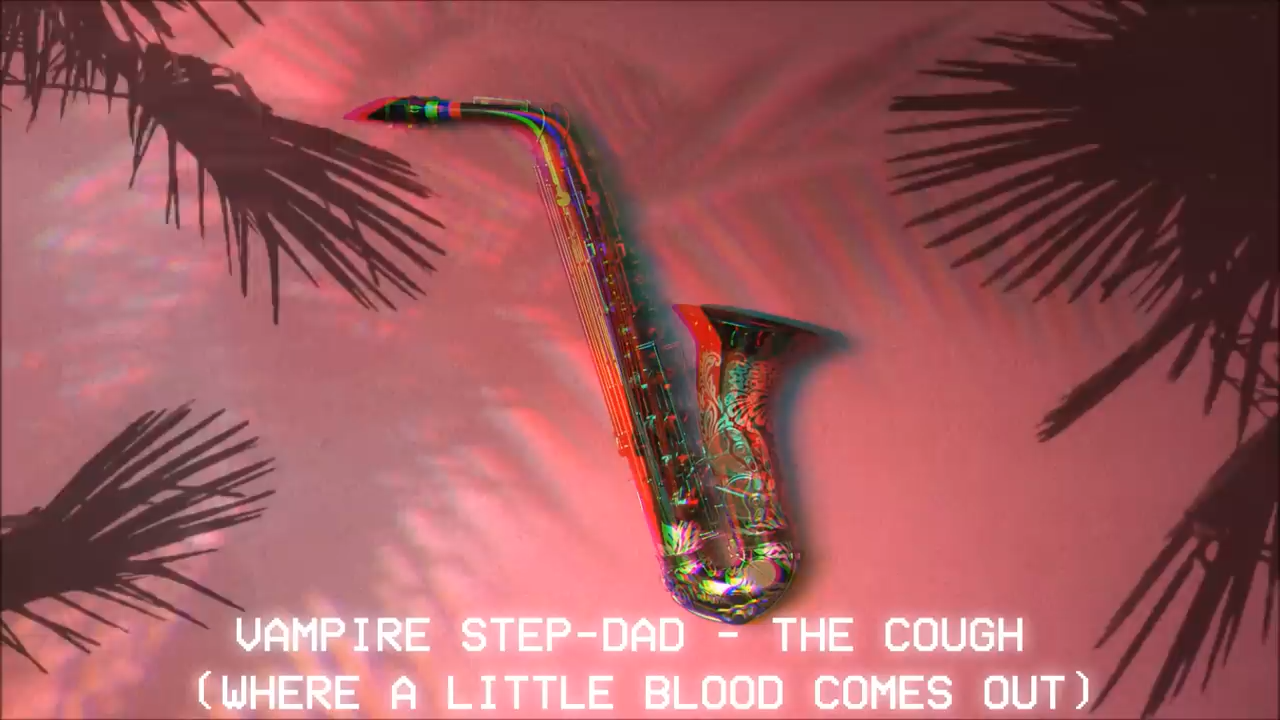 VAMPIRE STEP-DAD - THE COUGH
(WHERE A LITTLE BLOOD COMES OUT)